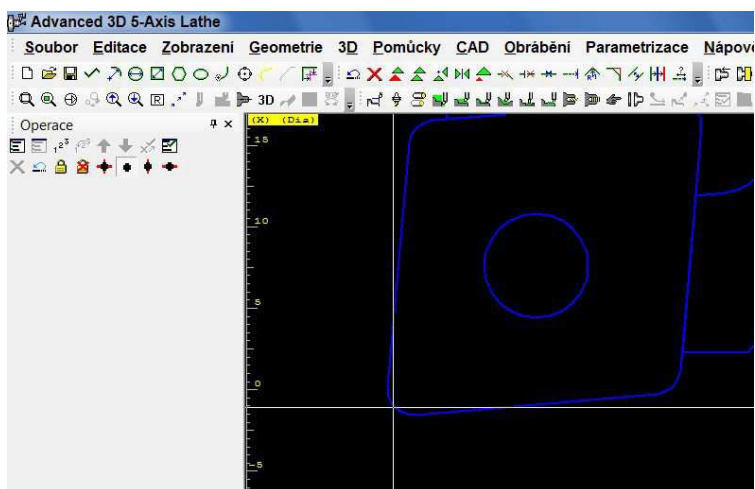 Advanced 3D 5-Axis Lathe
Soubor Editace Zobrazení Geometrie 3D Pomůcky CAD Obrábění Parametrizace Nápově
R 3D
Operace
(X) (Dia)
15
10
5
0
-5